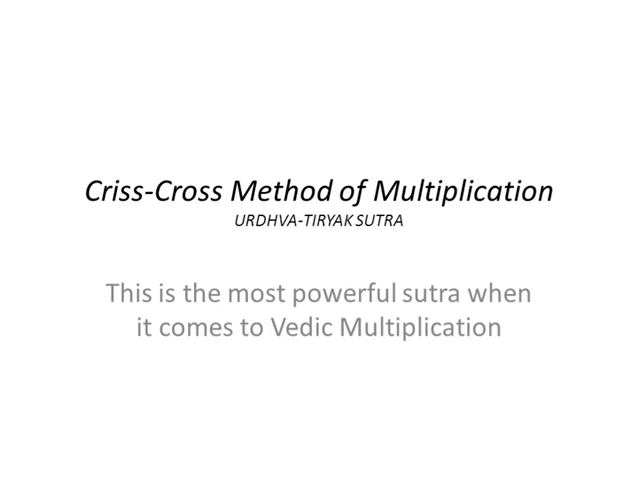 Criss-Cross Method of Multiplication
URDHVA-TIRYAK SUTRA
This is the most powerful sutra when
it comes to Vedic Multiplication